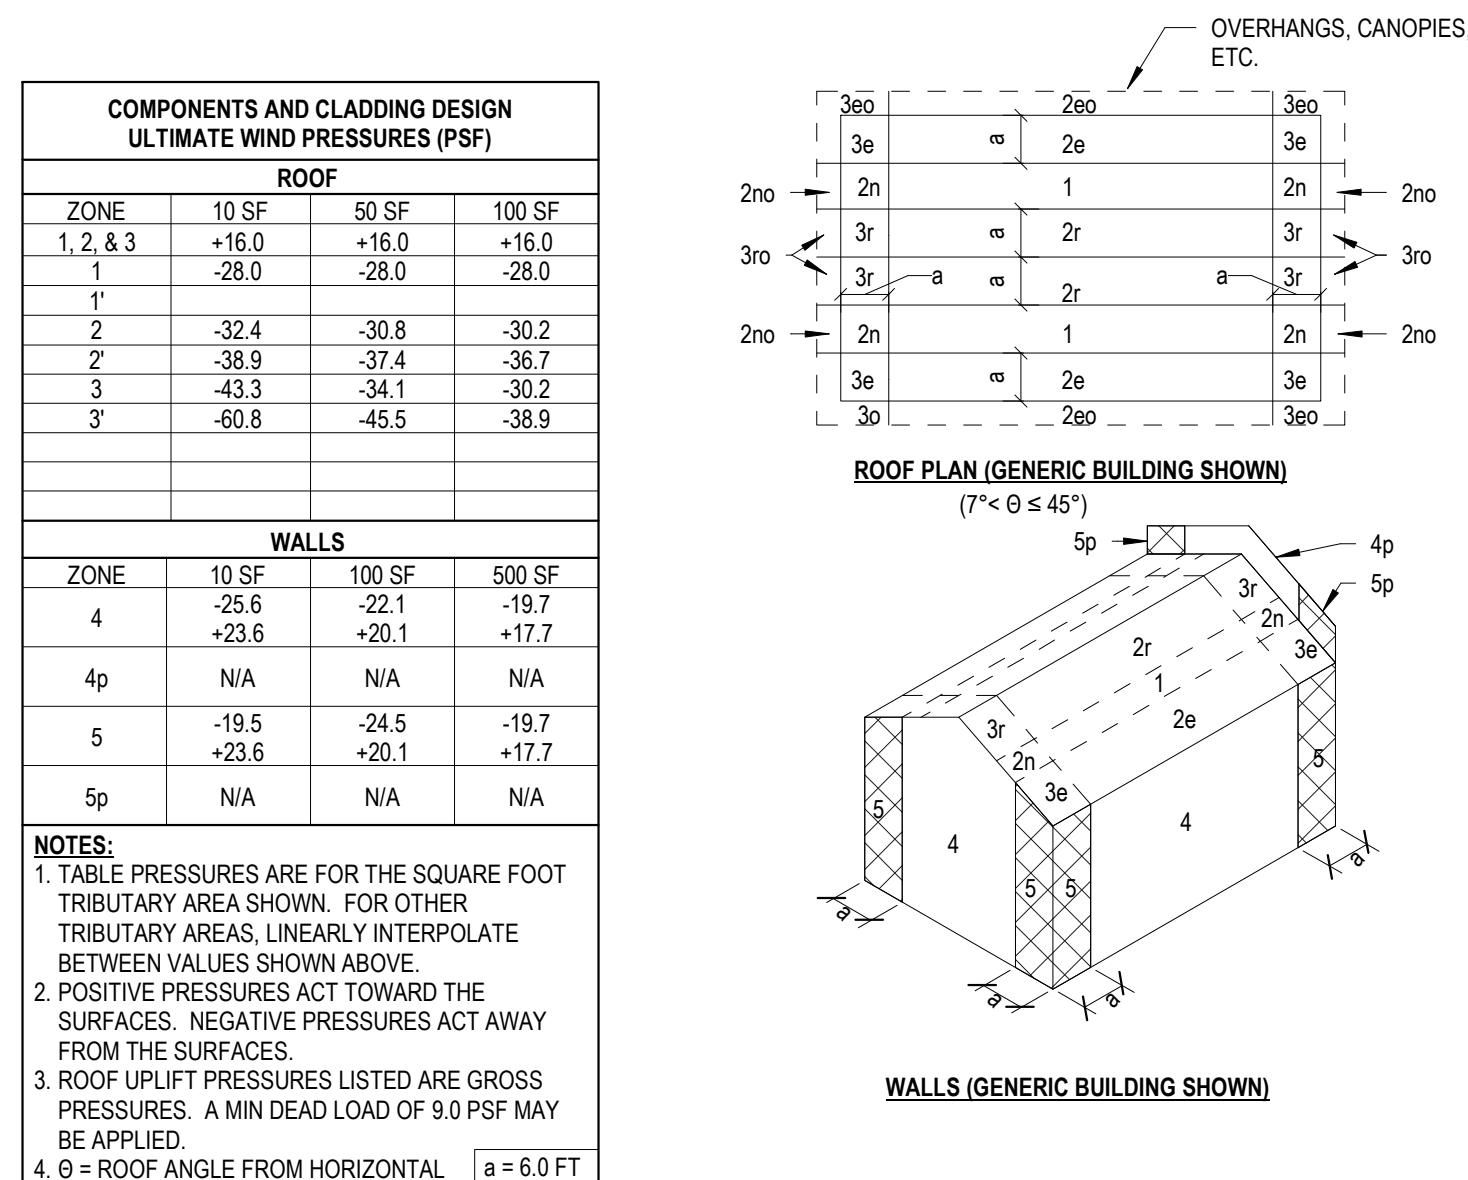 COMPONENTS AND CLADDING DESIGN
ULTIMATE WIND PRESSURES (PSF)
ROOF
ZONE 10 SF 50 SF 100 SF
1, 2, & 3 +16.0 +16.0 +16.0
1 -28.0 -28.0 -28.0
1'
2 -32.4 -30.8 -30.2
2' -38.9 -37.4 -36.7
3 -43.3 -34.1 -30.2
3' -60.8 -45.5 -38.9
WALLS
ZONE 10 SF 100 SF 500 SF
4 -25.6 -22.1 -19.7
+23.6 +20.1 +17.7
4p N/A N/A N/A
5 -19.5 -24.5 -19.7
+23.6 +20.1 +17.7
5p N/A N/A N/A
NOTES:
1. TABLE PRESSURES ARE FOR THE SQUARE FOOT
TRIBUTARY AREA SHOWN. FOR OTHER
TRIBUTARY AREAS, LINEARLY INTERPOLATE
BETWEEN VALUES SHOWN ABOVE.
2. POSITIVE PRESSURES ACT TOWARD THE
SURFACES. NEGATIVE PRESSURES ACT AWAY
FROM THE SURFACES.
3. ROOF UPLIFT PRESSURES LISTED ARE GROSS
PRESSURES. A MIN DEAD LOAD OF 9.0 PSF MAY
BE APPLIED.
4. Θ = ROOF ANGLE FROM HORIZONTAL
a = 6.0 FT
OVERHANGS, CANOPIES,
ETC.
3eo 2eo 3eo
3e a 2e 3e
2no 2n 1 2n 2no
3r a 2r 3r
3ro 3ro
3r a a 2r a 3r
2no 2n 1 2n 2no
3e a 2e 3e
3o 2eo 3eo
ROOF PLAN (GENERIC BUILDING SHOWN)
(7°< Θ ≤ 45°)
5p 4p
5p
3r
2n
2r 3e
1
2e
3r
2n
3e
5 4 4 5
5 5
a a a a
WALLS (GENERIC BUILDING SHOWN)